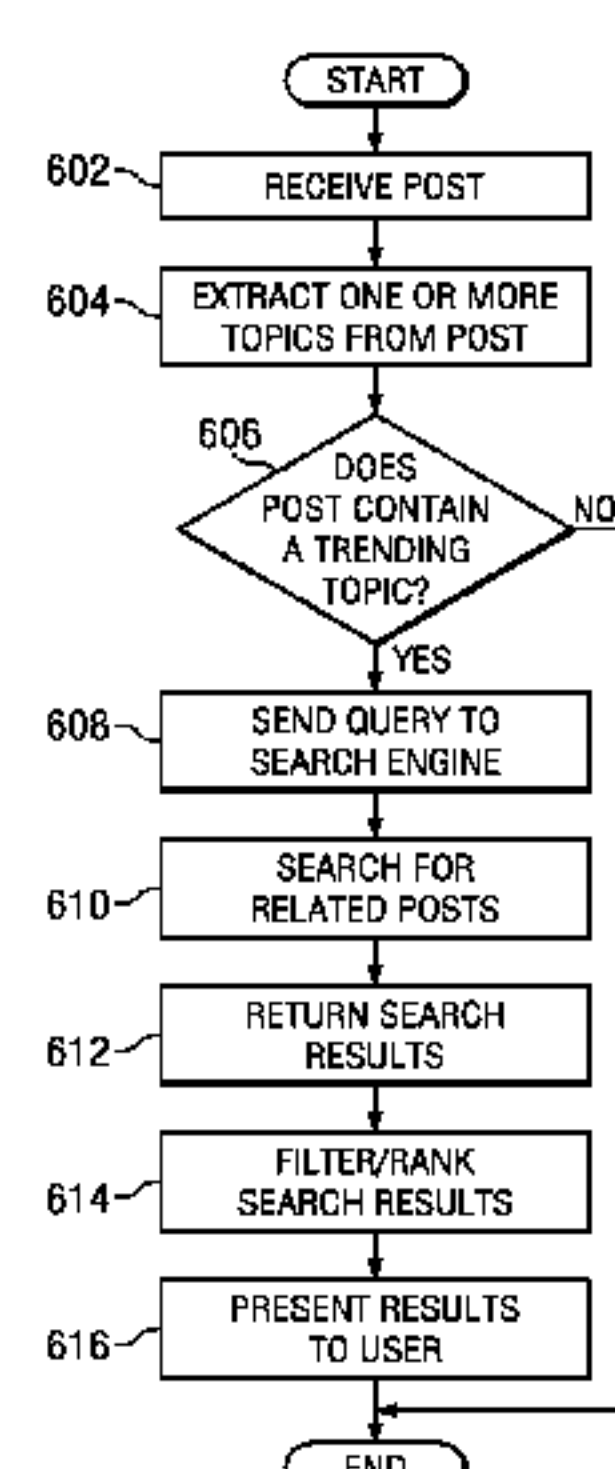 START
602
RECEIVE POST
604
EXTRACT ONE OR MORE
TOPICS FROM POST
606
DOES
POST CONTAIN
A TRENDING
TOPIC?
NO
YES
608
SEND QUERY TO
SEARCH ENGINE
610
SEARCH FOR
RELATED POSTS
612
RETURN SEARCH
RESULTS
614
FILTER/RANK
SEARCH RESULTS
616
PRESENT RESULTS
TO USER
END